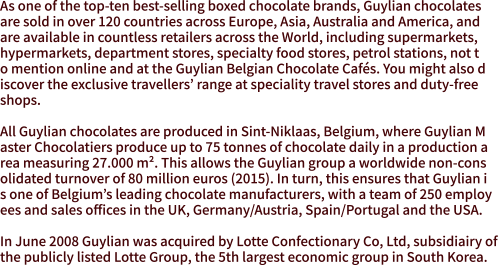 As one of the top-ten best-selling boxed chocolate brands, Guylian chocolates
are sold in over 120 countries across Europe, Asia, Australia and America, and
are available in countless retailers across the World, including supermarkets,
hypermarkets, department stores, specialty food stores, petrol stations, not t
o mention online and at the Guylian Belgian Chocolate Cafés. You might also d
iscover the exclusive travellers’ range at speciality travel stores and duty-free
shops.

All Guylian chocolates are produced in Sint-Niklaas, Belgium, where Guylian M
aster Chocolatiers produce up to 75 tonnes of chocolate daily in a production a
rea measuring 27.000 m². This allows the Guylian group a worldwide non-cons
olidated turnover of 80 million euros (2015). In turn, this ensures that Guylian i
s one of Belgium’s leading chocolate manufacturers, with a team of 250 employ
ees and sales offices in the UK, Germany/Austria, Spain/Portugal and the USA.

In June 2008 Guylian was acquired by Lotte Confectionary Co, Ltd, subsidiairy of
the publicly listed Lotte Group, the 5th largest economic group in South Korea.